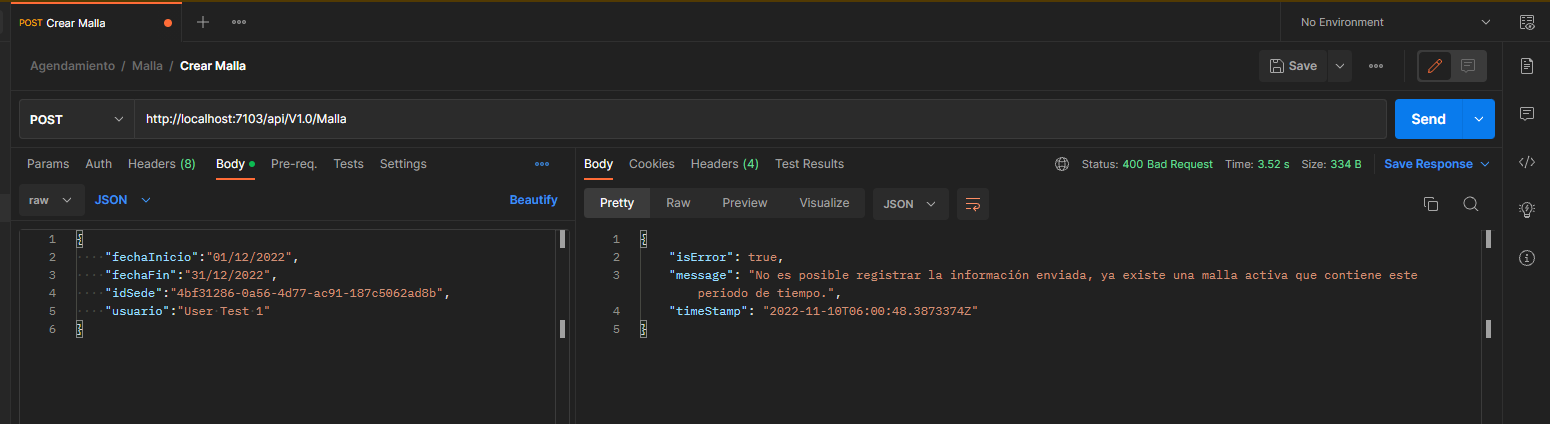 POST Crear Malla
No Environment
Agendamiento / Malla / Crear Malla
Save
POST
http://localhost:7103/api/V1.0/Malla
Send
Params Auth Headers (8) Body Pre-req. Tests Settings
raw JSON Beautify
1 {
2 "fechaInicio":"01/12/2022",
3 "fechaFin":"31/12/2022",
4 "idSede":"4bf31286-0a56-4d77-ac91-187c5062ad8b",
5 "usuario":"User Test 1"
6 }
Body Cookies Headers (4) Test Results
Status: 400 Bad Request Time: 3.52 s Size: 334 B Save Response
Pretty Raw Preview Visualize JSON
1 {
2 "isError": true,
3 "message": "No es posible registrar la información enviada, ya existe una malla activa que contiene este
periodo de tiempo.",
4 "timeStamp": "2022-11-10T06:00:48.3873374Z"
5 }